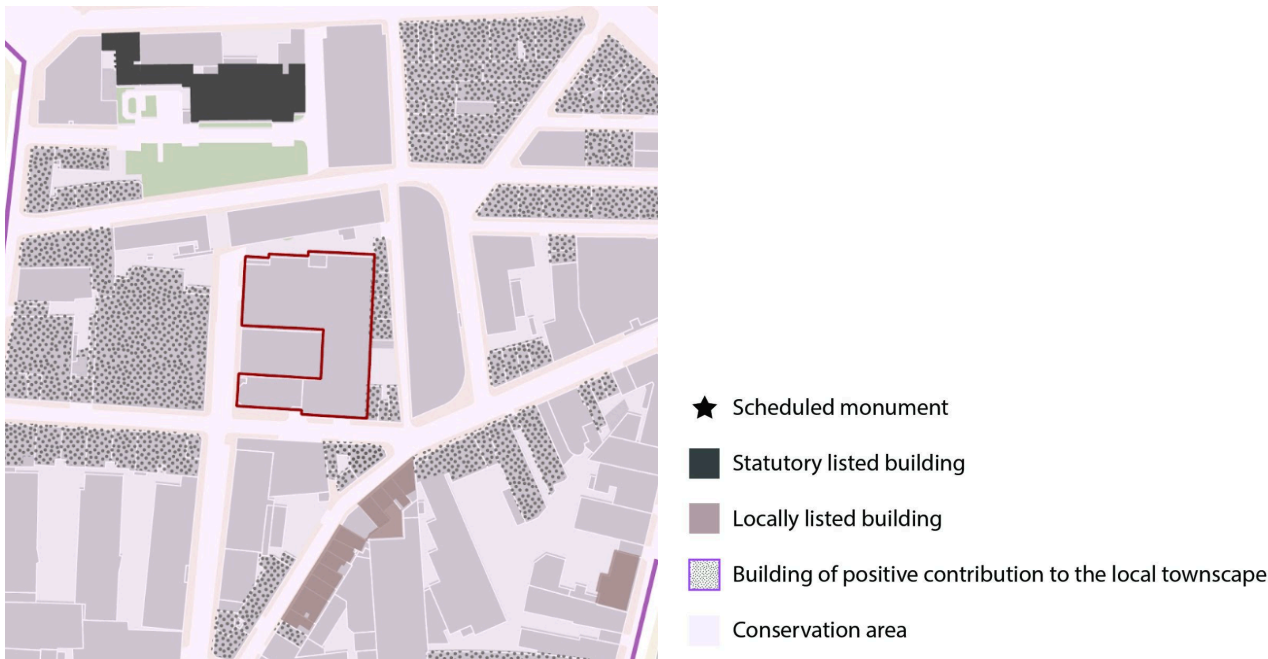 Scheduled monument
Statutory listed building
Locally listed building
Building of positive contribution to the local townscape
Conservation area